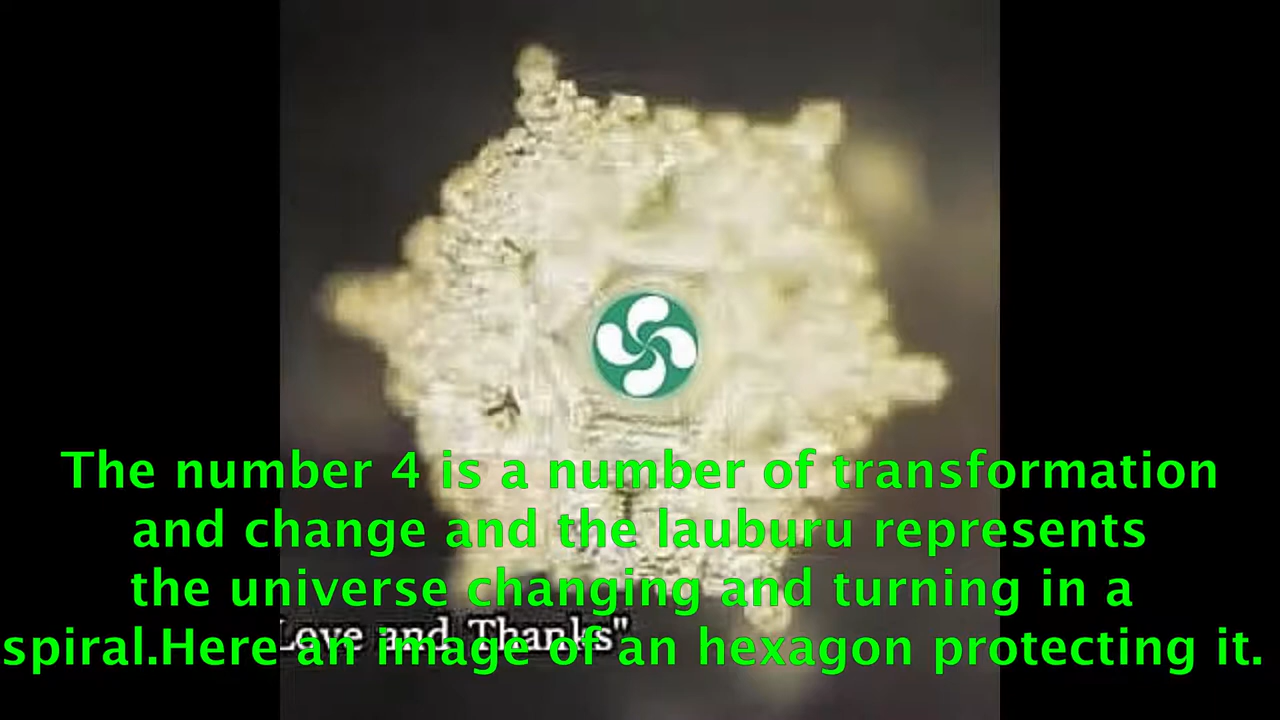 The number 4 is a number of transformation
and change and the lauburu represents
the universe changing and turning in a
spiral.Here an image of an hexagon protecting it.
Love and Thanks"